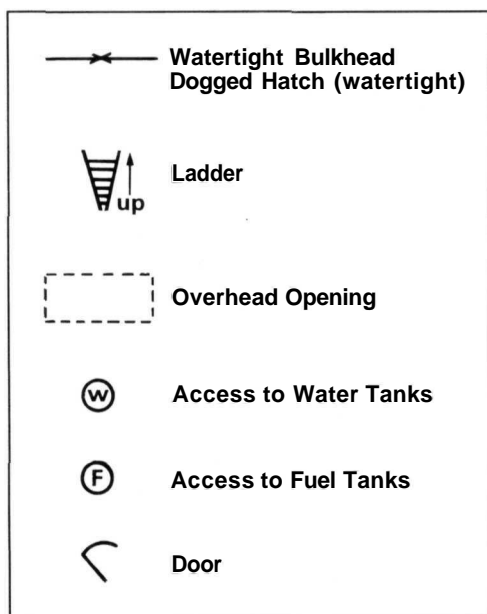 Watertight Bulkhead
Dogged Hatch (watertight)
Ladder
up
Overhead Opening
W
Access to Water Tanks
F
Access to Fuel Tanks
Door